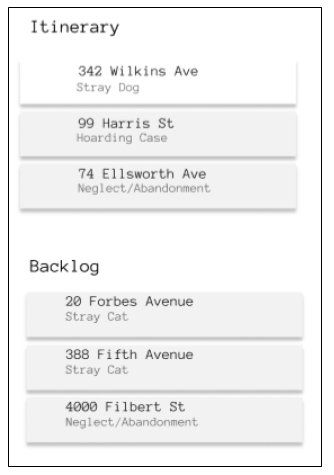 Itinerary
342 Wilkins Ave
Stray Dog
99 Harris St
Hoarding Case
74 Ellsworth Ave
Neglect/Abandonment
Backlog
20 Forbes Avenue
Stray Cat
388 Fifth Avenue
Stray Cat
4000 Filbert St
Neglect/Abandonment